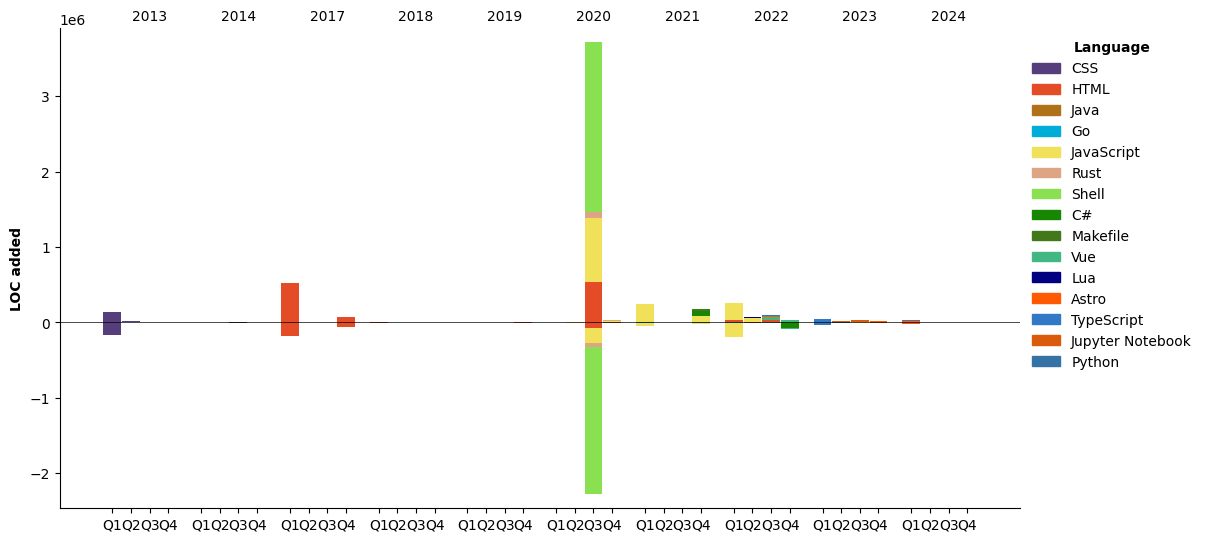 1e6
2013 2014 2017 2018 2019 2020 2021 2022 2023 2024
LOC added
3
2
1
0
−1
−2
Q1Q2Q3Q4 Q1Q2Q3Q4 Q1Q2Q3Q4 Q1Q2Q3Q4 Q1Q2Q3Q4 Q1Q2Q3Q4 Q1Q2Q3Q4 Q1Q2Q3Q4 Q1Q2Q3Q4 Q1Q2Q3Q4
Language
CSS
HTML
Java
Go
JavaScript
Rust
Shell
C#
Makefile
Vue
Lua
Astro
TypeScript
Jupyter Notebook
Python